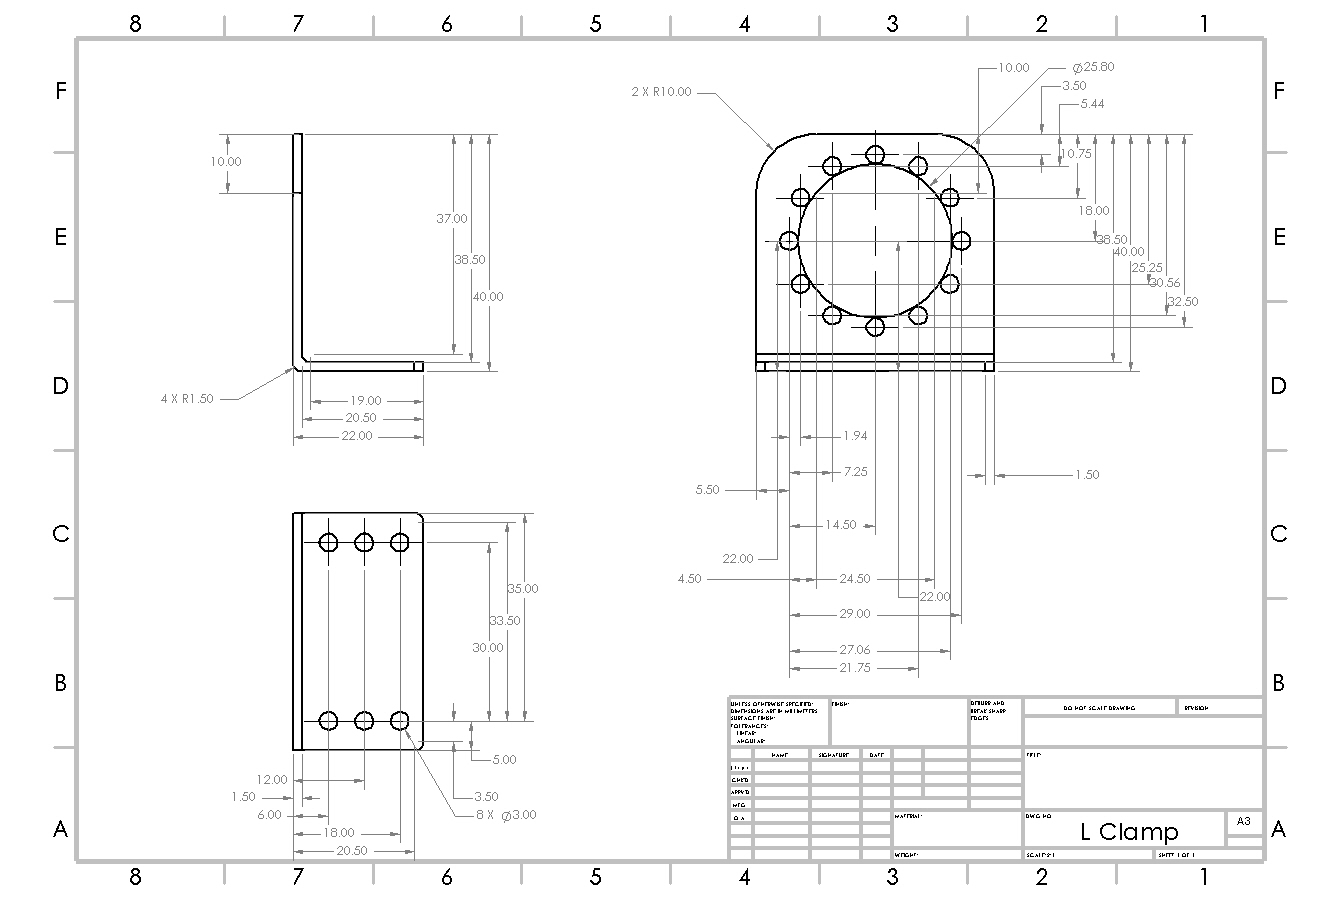 8 7 6 5 4 3 2 1
F F
E E
D D
C C
B B
A A
10.00
37.00
38.50
40.00
4 X R1.50
19.00
20.50
22.00
2 X R10.00
10.00
Ø25.80
3.50
5.44
10.75
18.00
38.50
40.00
25.25
30.56
32.50
1.94
7.25
5.50
1.50
14.50
22.00
4.50
24.50
22.00
29.00
27.06
21.75
35.00
33.50
30.00
5.00
12.00
1.50
3.50
6.00
8 X Ø3.00
18.00
20.50
UNLESS OTHERWISE SPECIFIED:
DIMENSIONS ARE IN MILLIMETERS
SURFACE FINISH:
TOLERANCES:
LINEAR:
ANGULAR:
FINISH:
DEBURR AND
BREAK SHARP
EDGES
DO NOT SCALE DRAWING
REVISION
NAME
SIGNATURE
DATE
TITLE:
CHK'D
APPV'D
MFG
Q.A
MATERIAL:
DWG NO.
L Clamp
A3
WEIGHT:
SCALE:2:1
SHEET 1 OF 1
8 7 6 5 4 3 2 1